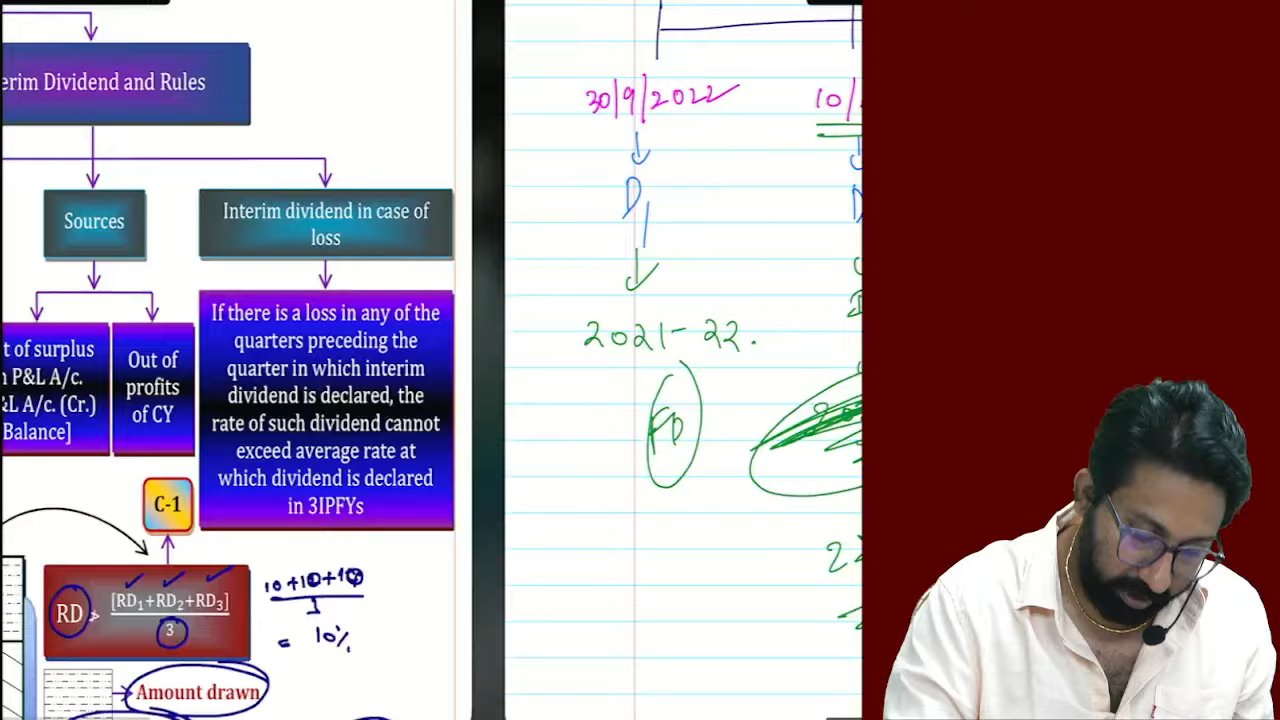 erim Dividend and Rules
Sources
Interim dividend in case of
loss
t of surplus
n P&L A/c.
&L A/c. (Cr.)
Balance]
Out of
profits
of CY
If there is a loss in any of the
quarters preceding the
quarter in which interim
dividend is declared, the
rate of such dividend cannot
exceed average rate at
which dividend is declared
in 3IPFYs
C-1
RD ≯ [RD1+RD2+RD3]
3
10+10+10
= 10%
Amount drawn
30/9/2022
10/
D
D
2021-22.
FD